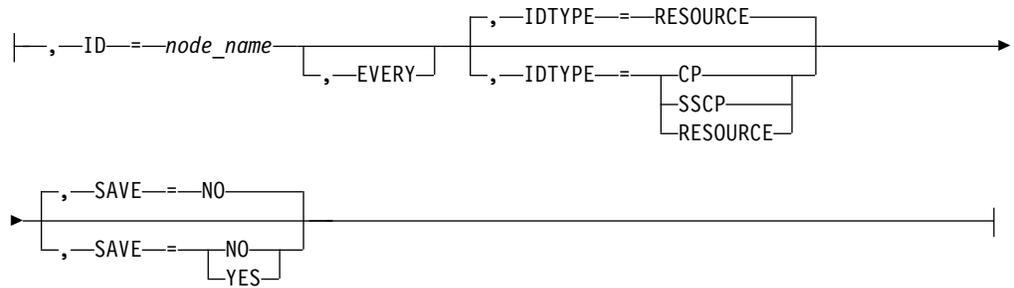 , IDTYPE = RESOURCE
, ID = node_name
, EVERY , IDTYPE = CP
SSCP
RESOURCE
, SAVE = NO
, SAVE = NO
YES